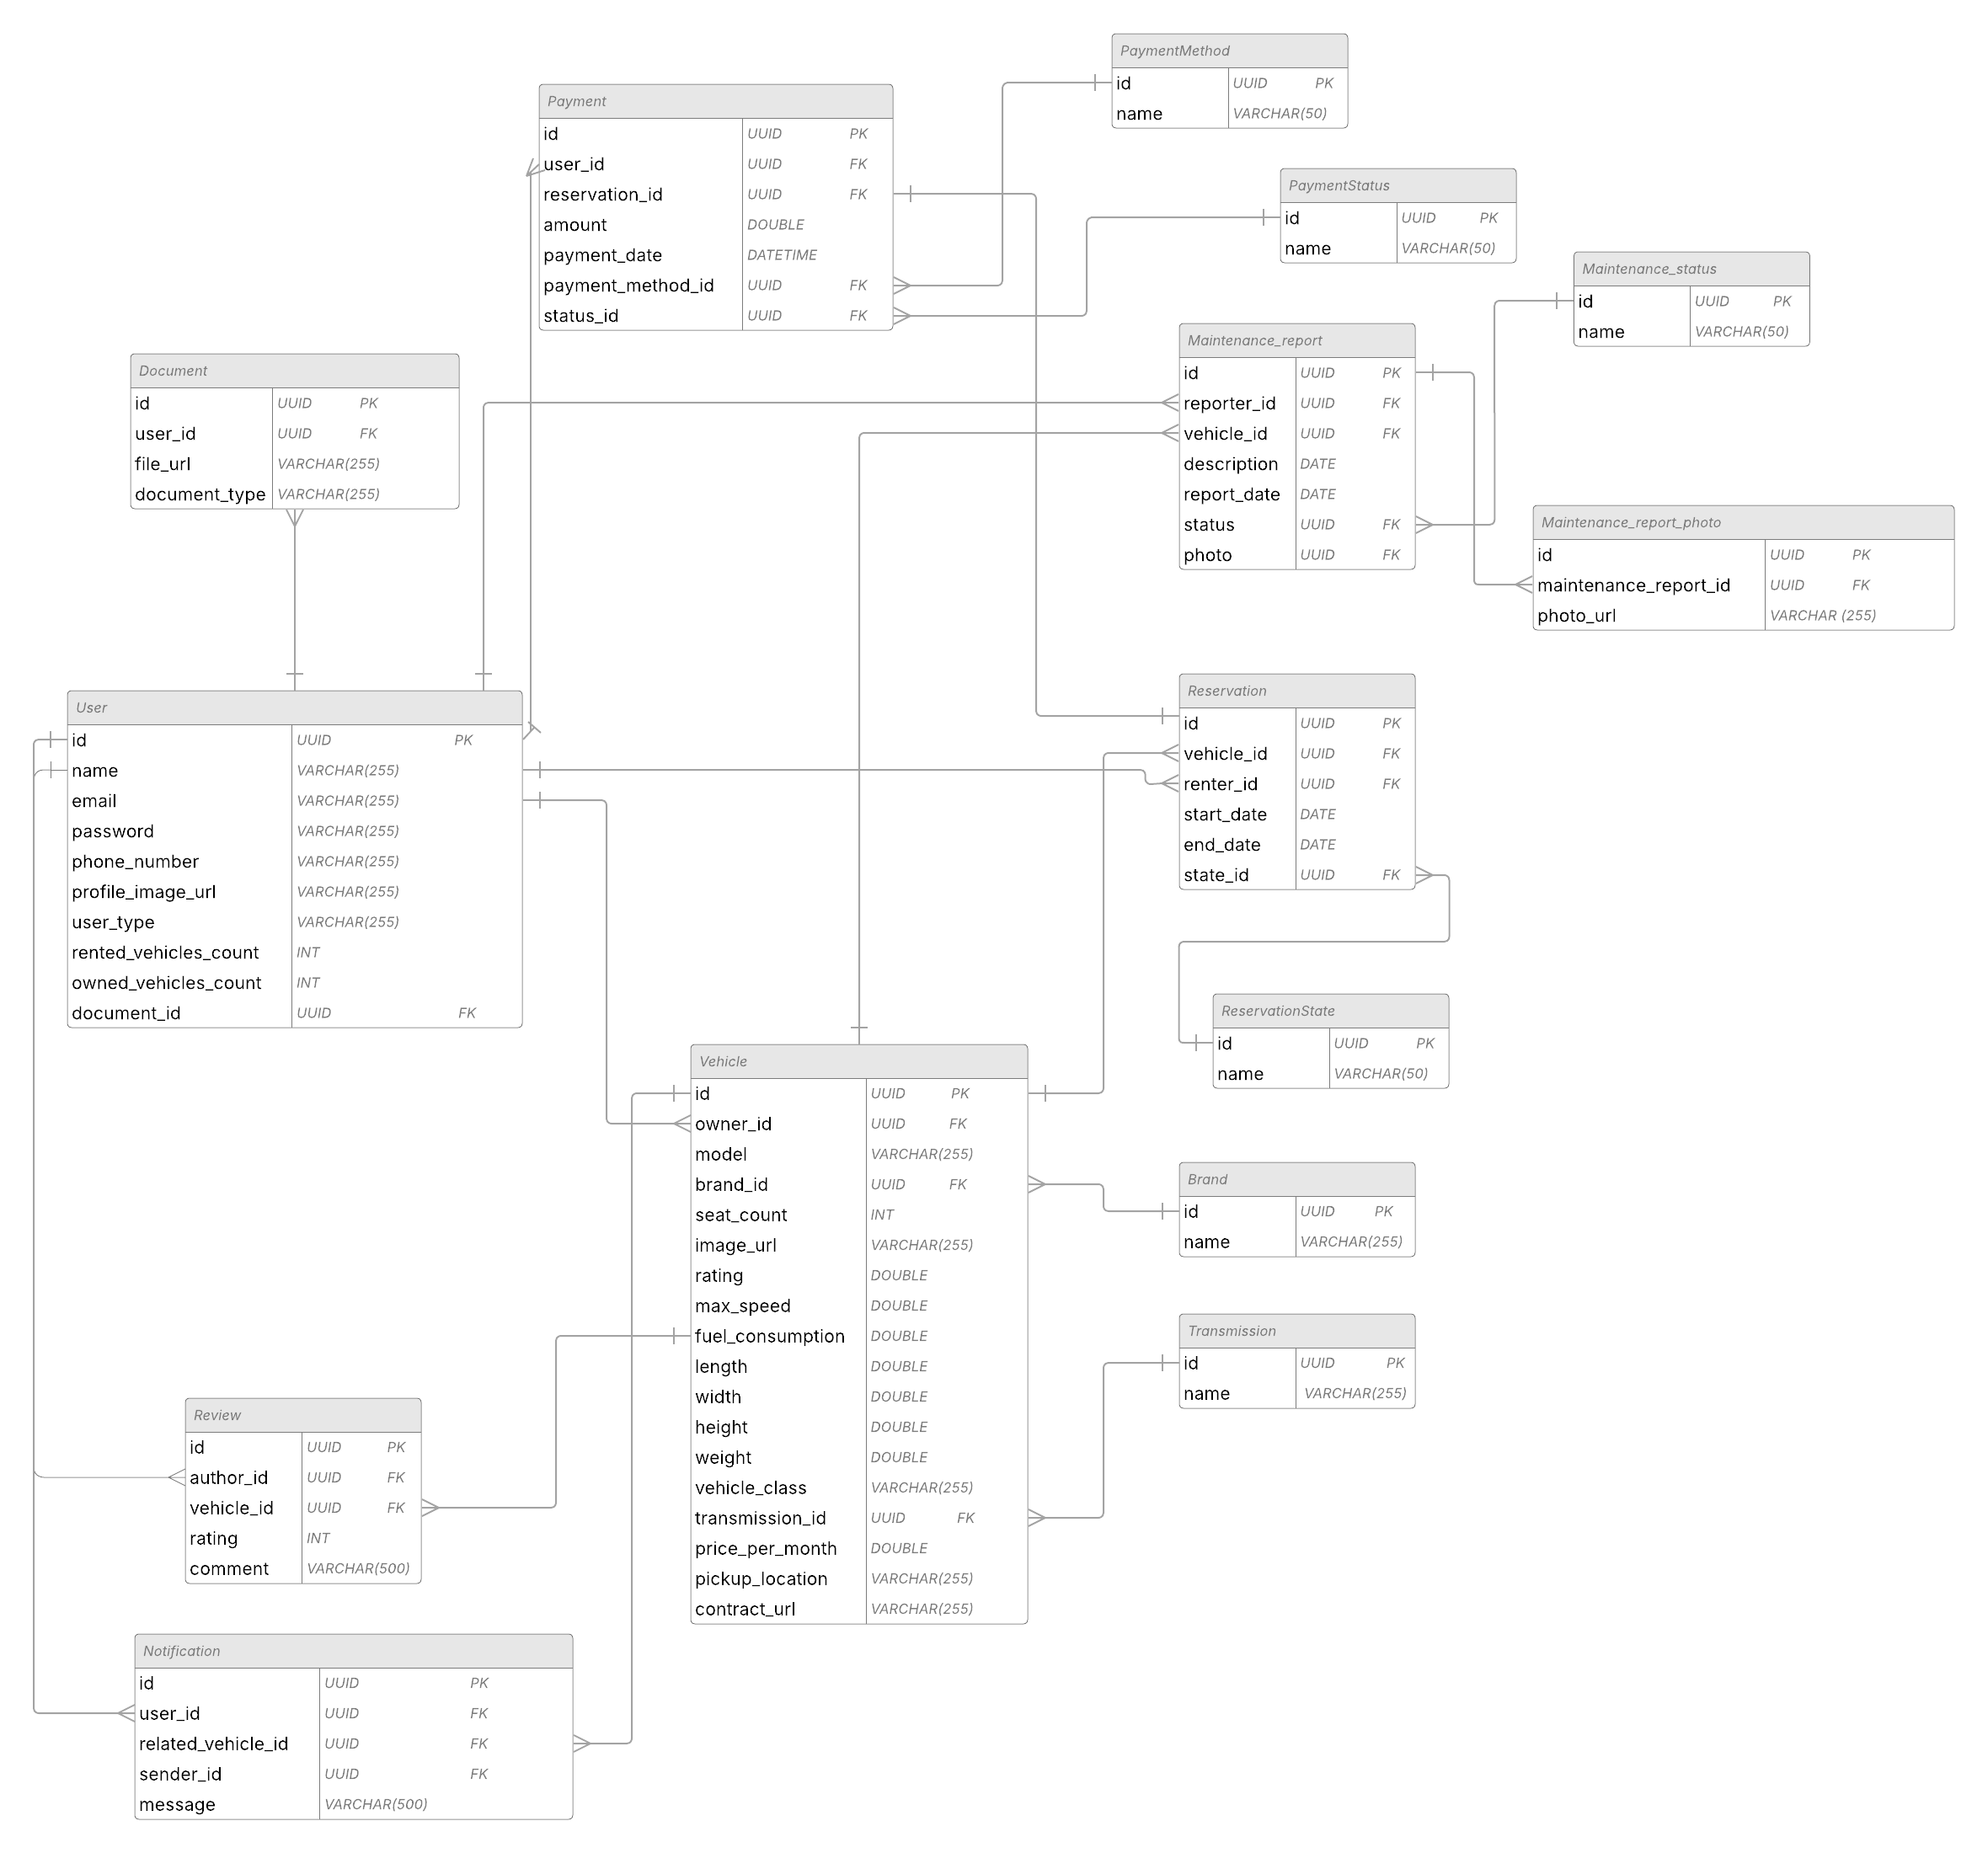 PaymentMethod
id UUID PK
name VARCHAR(50)
Payment
id UUID PK
user_id UUID FK
reservation_id UUID FK
amount DOUBLE
payment_date DATETIME
payment_method_id UUID FK
status_id UUID FK
PaymentStatus
id UUID PK
name VARCHAR(50)
Maintenance_status
id UUID PK
name VARCHAR(50)
Maintenance_report
id UUID PK
reporter_id UUID FK
vehicle_id UUID FK
description DATE
report_date DATE
status UUID FK
photo UUID FK
Document
id UUID PK
user_id UUID FK
file_url VARCHAR(255)
document_type VARCHAR(255)
Maintenance_report_photo
id UUID PK
maintenance_report_id UUID FK
photo_url VARCHAR (255)
User
id UUID PK
name VARCHAR(255)
email VARCHAR(255)
password VARCHAR(255)
phone_number VARCHAR(255)
profile_image_url VARCHAR(255)
user_type VARCHAR(255)
rented_vehicles_count INT
owned_vehicles_count INT
document_id UUID FK
Reservation
id UUID PK
vehicle_id UUID FK
renter_id UUID FK
start_date DATE
end_date DATE
state_id UUID FK
ReservationState
id UUID PK
name VARCHAR(50)
Vehicle
id UUID PK
owner_id UUID FK
model VARCHAR(255)
brand_id UUID FK
seat_count INT
image_url VARCHAR(255)
rating DOUBLE
max_speed DOUBLE
fuel_consumption DOUBLE
length DOUBLE
width DOUBLE
height DOUBLE
weight DOUBLE
vehicle_class VARCHAR(255)
transmission_id UUID FK
price_per_month DOUBLE
pickup_location VARCHAR(255)
contract_url VARCHAR(255)
Brand
id UUID PK
name VARCHAR(255)
Transmission
id UUID PK
name VARCHAR(255)
Review
id UUID PK
author_id UUID FK
vehicle_id UUID FK
rating INT
comment VARCHAR(500)
Notification
id UUID PK
user_id UUID FK
related_vehicle_id UUID FK
sender_id UUID FK
message VARCHAR(500)